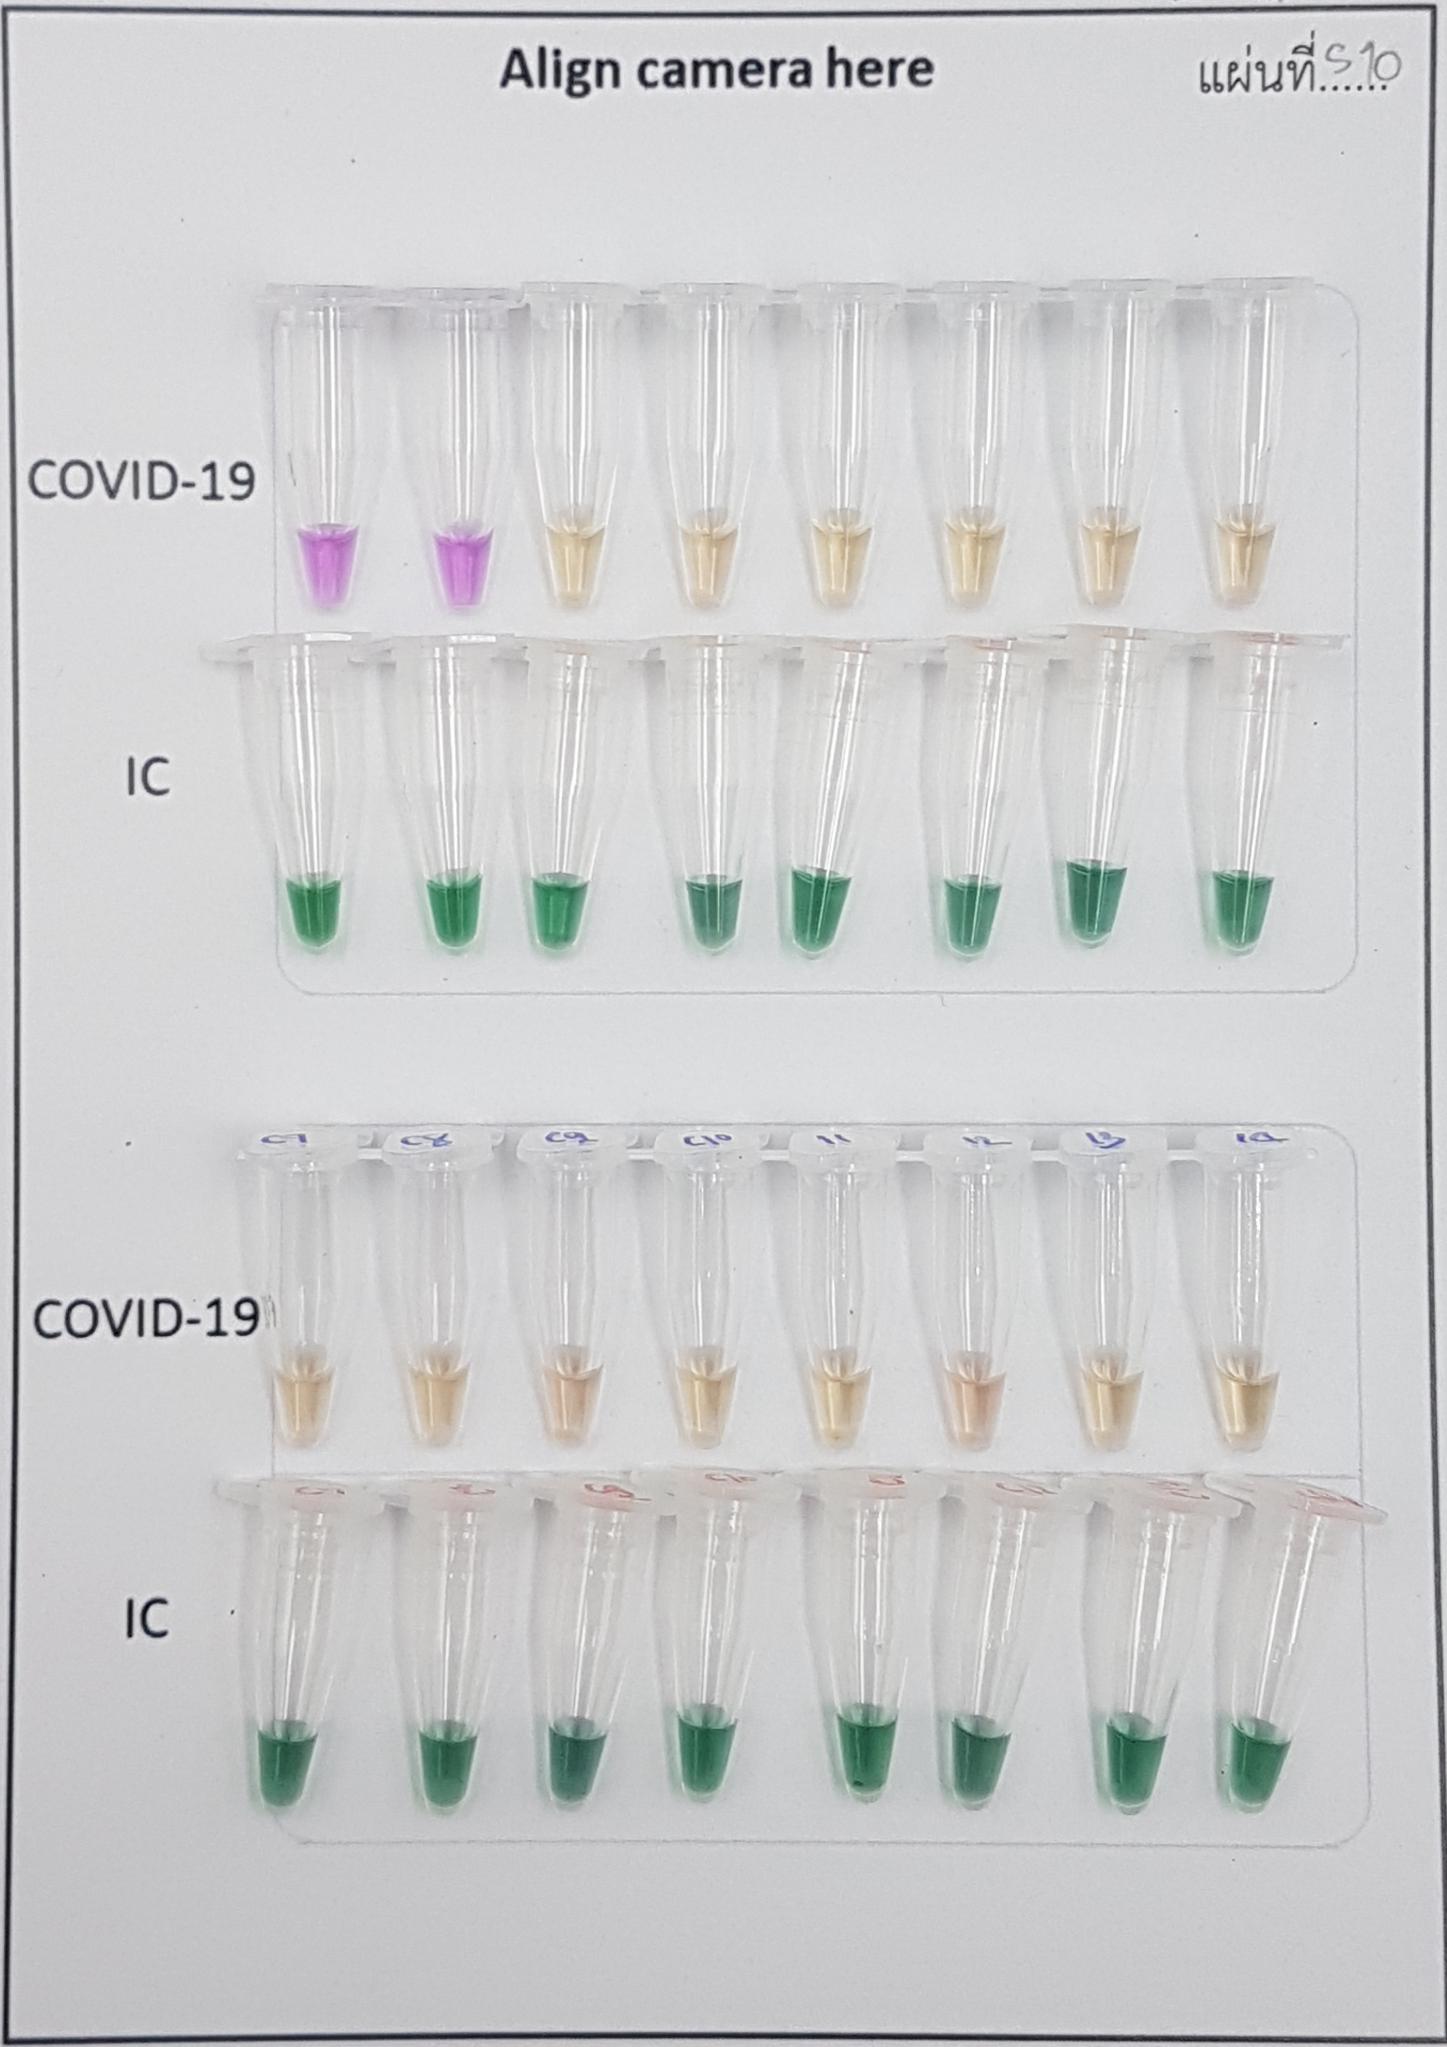 Align camera here
แผ่นที่......S10
COVID-19
IC
C7 C8 C9 C10 11 12 13 14
COVID-19
IC